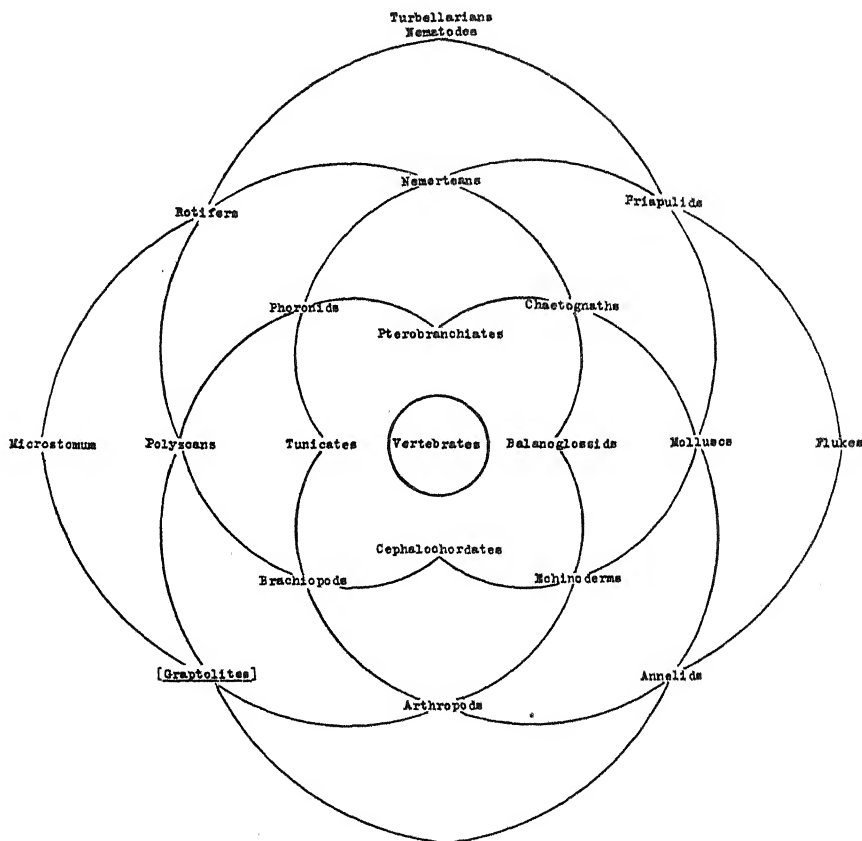 Turbellarians
Nematodes
Nemerteans
Rotifers
Priapulids
Phoronids
Chaetognaths
Pterobranchiates
Microstomum
Polyzoans
Tunicates
Vertebrates
Balanoglossids
Molluscs
Flukes
Cephalochordates
Brachiopods
Echinoderms
[Graptolites]
Annelids
Arthropods